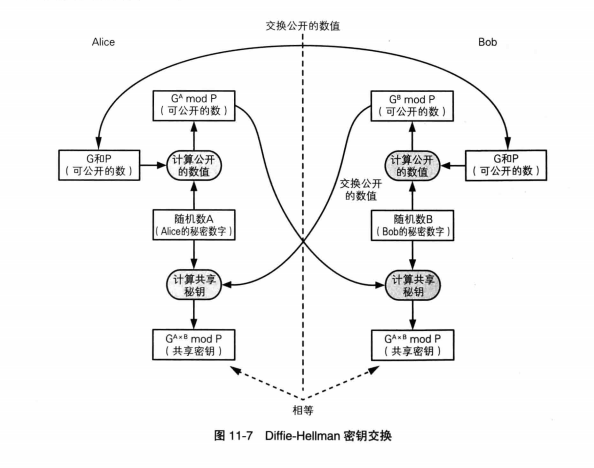 交换公开的数值
Alice
Bob
G^A mod P
（可公开的数）
G^B mod P
（可公开的数）
G和P
（可公开的数）
计算公开
的数值
计算公开
的数值
G和P
（可公开的数）
交换公开
的数值
随机数A
（Alice的秘密数字）
随机数B
（Bob的秘密数字）
计算共享
秘钥
计算共享
秘钥
G^A×B mod P
（共享密钥）
G^A×B mod P
（共享密钥）
相等
图 11-7 Diffie-Hellman 密钥交换